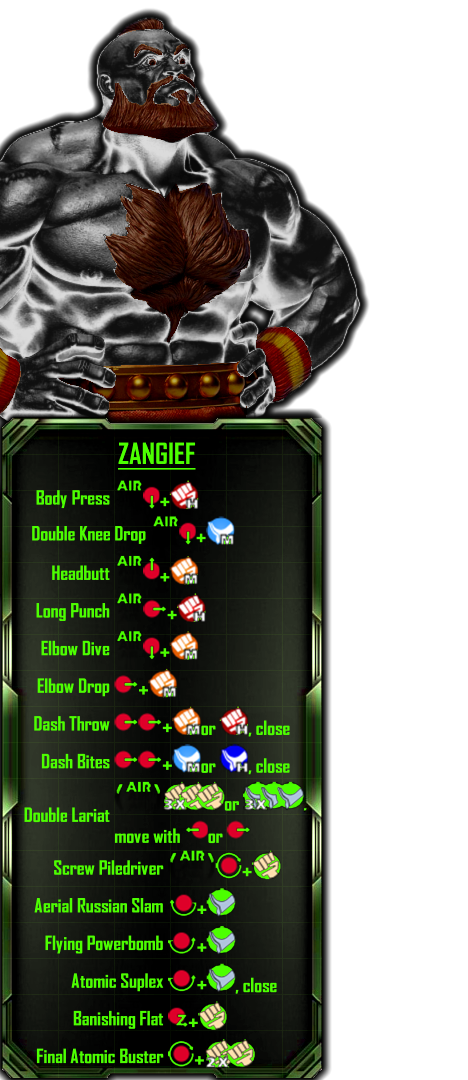 ZANGIEF
Body Press AIR + H
Double Knee Drop AIR + M
Headbutt AIR + M
Long Punch AIR + H
Elbow Dive AIR + M
Elbow Drop + M
Dash Throw + M or H, close
Dash Bites + M or H, close
Double Lariat (AIR) 3X or 3X.
move with or
Screw Piledriver (AIR) +
Aerial Russian Slam +
Flying Powerbomb +
Atomic Suplex +, close
Banishing Flat Z +
Final Atomic Buster + 2X